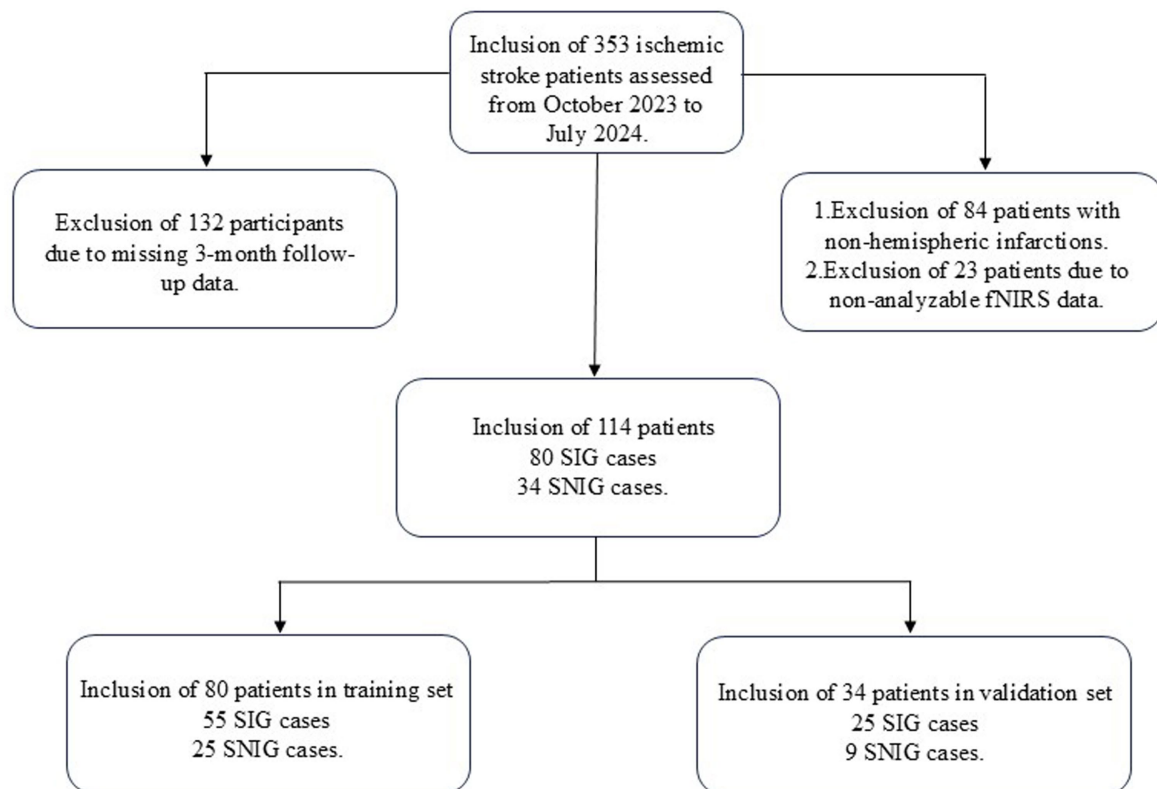 Inclusion of 353 ischemic
stroke patients assessed
from October 2023 to
July 2024.
Exclusion of 132 participants
due to missing 3-month follow-
up data.
1.Exclusion of 84 patients with
non-hemispheric infarctions.
2.Exclusion of 23 patients due to
non-analyzable fNIRS data.
Inclusion of 114 patients
80 SIG cases
34 SNIG cases.
Inclusion of 80 patients in training set
55 SIG cases
25 SNIG cases.
Inclusion of 34 patients in validation set
25 SIG cases
9 SNIG cases.